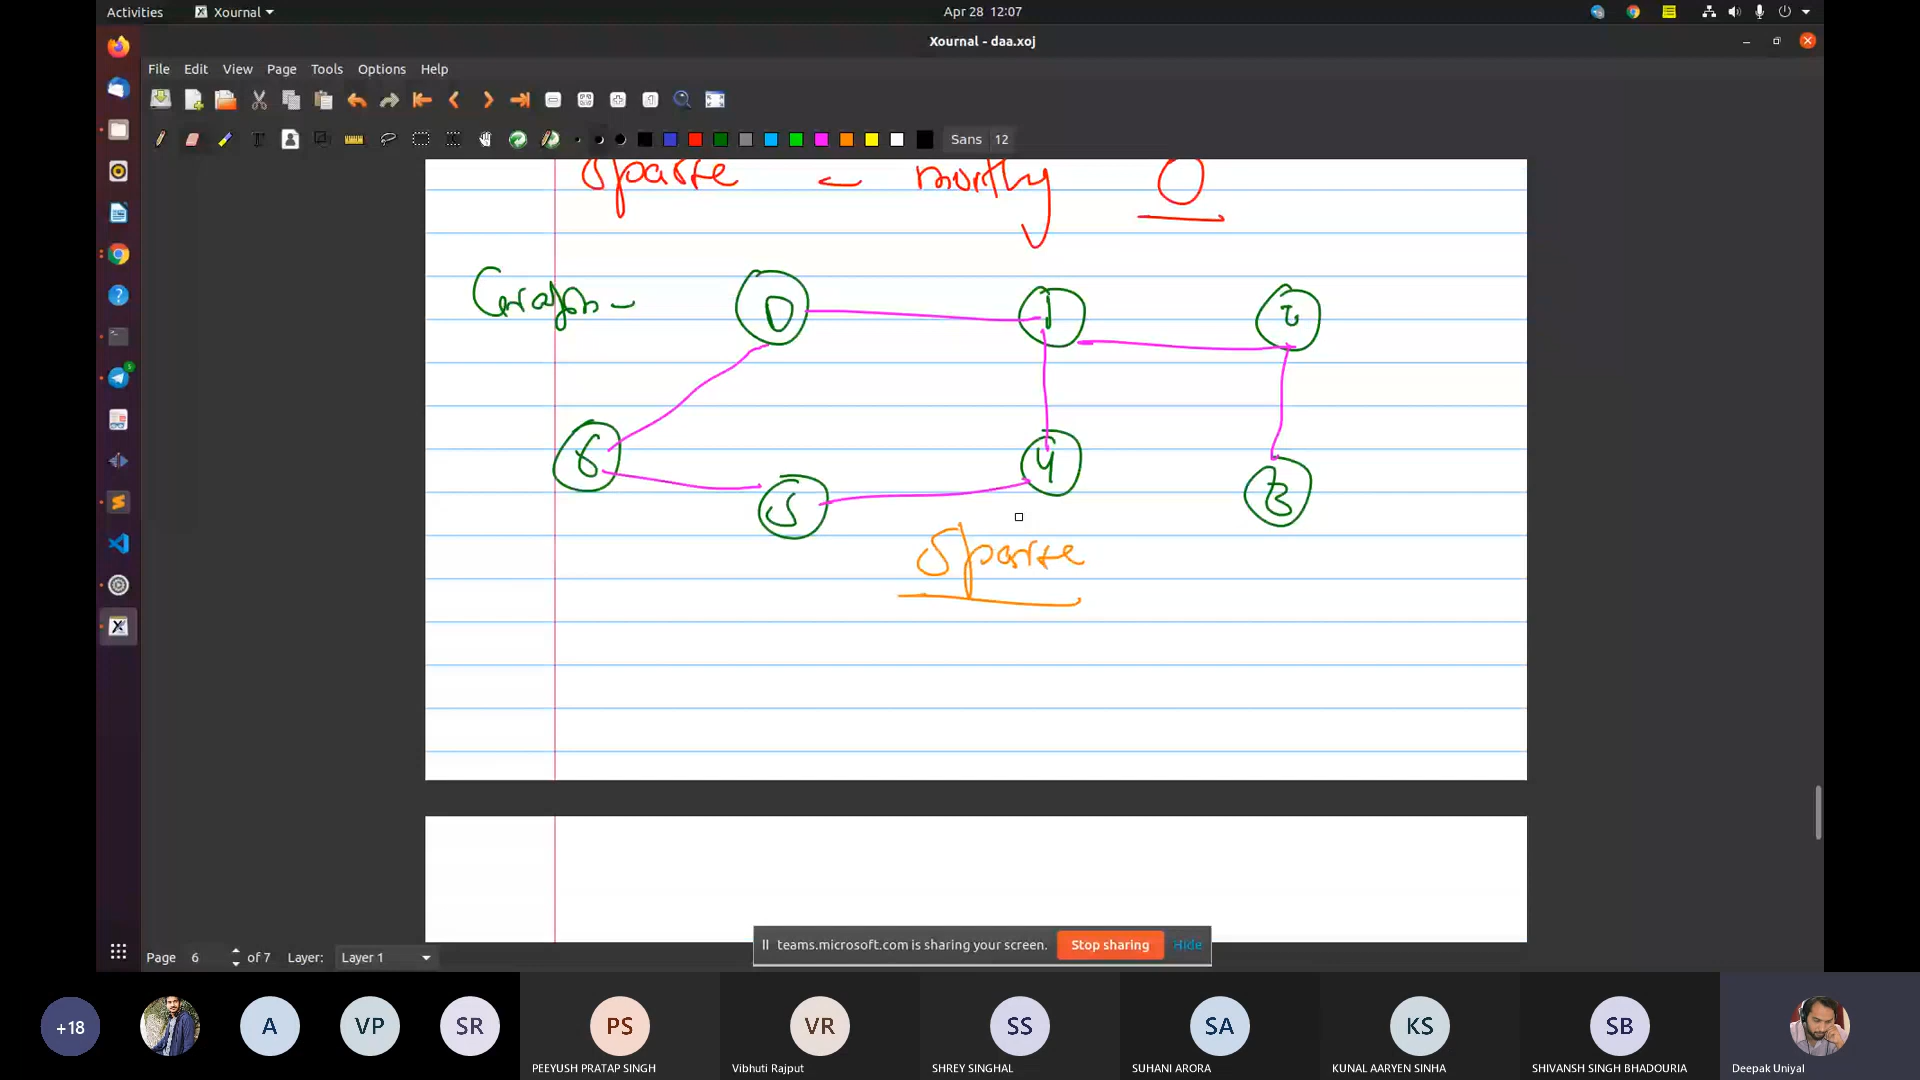 Activities Xournal Apr 28 12:07
Xournal - daa.xoj
File Edit View Page Tools Options Help
Sans 12
Sparse - mostly 0
Graph -
0 1 2
6 5 4 3
Sparse
teams.microsoft.com is sharing your screen. Stop sharing Hide
Page 6 of 7 Layer: Layer 1
+18 A VP SR PS VR SS SA KS SB
PEEYUSH PRATAP SINGH Vibhuti Rajput SHREY SINGHAL SUHANI ARORA KUNAL AARYEN SINHA SHIVANSH SINGH BHADOURIA Deepak Uniyal